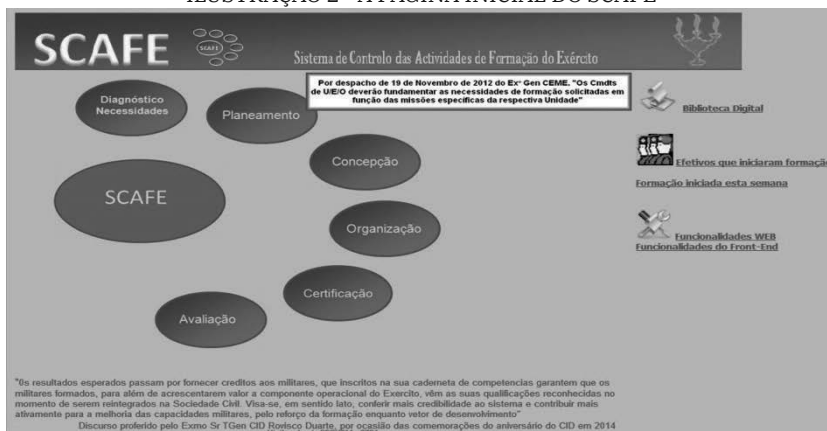 ILUSTRAÇÃO 2 - A PÁGINA INICIAL DO SCAFE
SCAFE
SCAFE
Sistema de Controlo das Actividades de Formação do Exército
Por despacho de 19 de Novembro de 2012 do Exº Gen CEME, "Os Cmdts
de U/E/O deverão fundamentar as necessidades de formação solicitadas em
função das missões específicas da respectiva Unidade"
Diagnóstico
Necessidades
Planeamento
Concepção
SCAFE
Organização
Certificação
Avaliação
Biblioteca Digital
Efetivos que iniciaram formação
Formação iniciada esta semana
Funcionalidades WEB
Funcionalidades do Front-End
"Os resultados esperados passam por fornecer creditos aos militares, que inscritos na sua caderneta de competencias garantem que os
militares formados, para além de acrescentarem valor a componente operacional do Exercito, vêm as suas qualificações reconhecidas no
momento de serem reintegrados na Sociedade Civil. Visa-se, em sentido lato, conferir mais credibilidade ao sistema e contribuir mais
ativamente para a melhoria das capacidades militares, pelo reforço da formação enquanto vetor de desenvolvimento"
Discurso proferido pelo Exmo Sr TGen CID Rovisco Duarte, por ocasião das comemorações do aniversário do CID em 2014